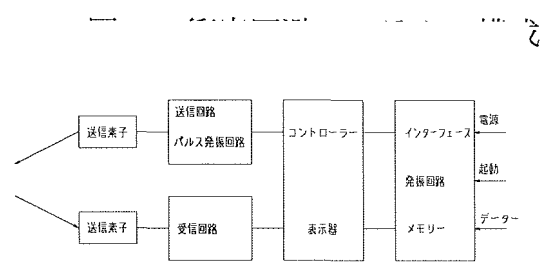 送信素子
送信回路
パルス発振回路
コントローラー
インターフェース
電源
発振回路
起動
送信素子
受信回路
表示器
メモリー
データー